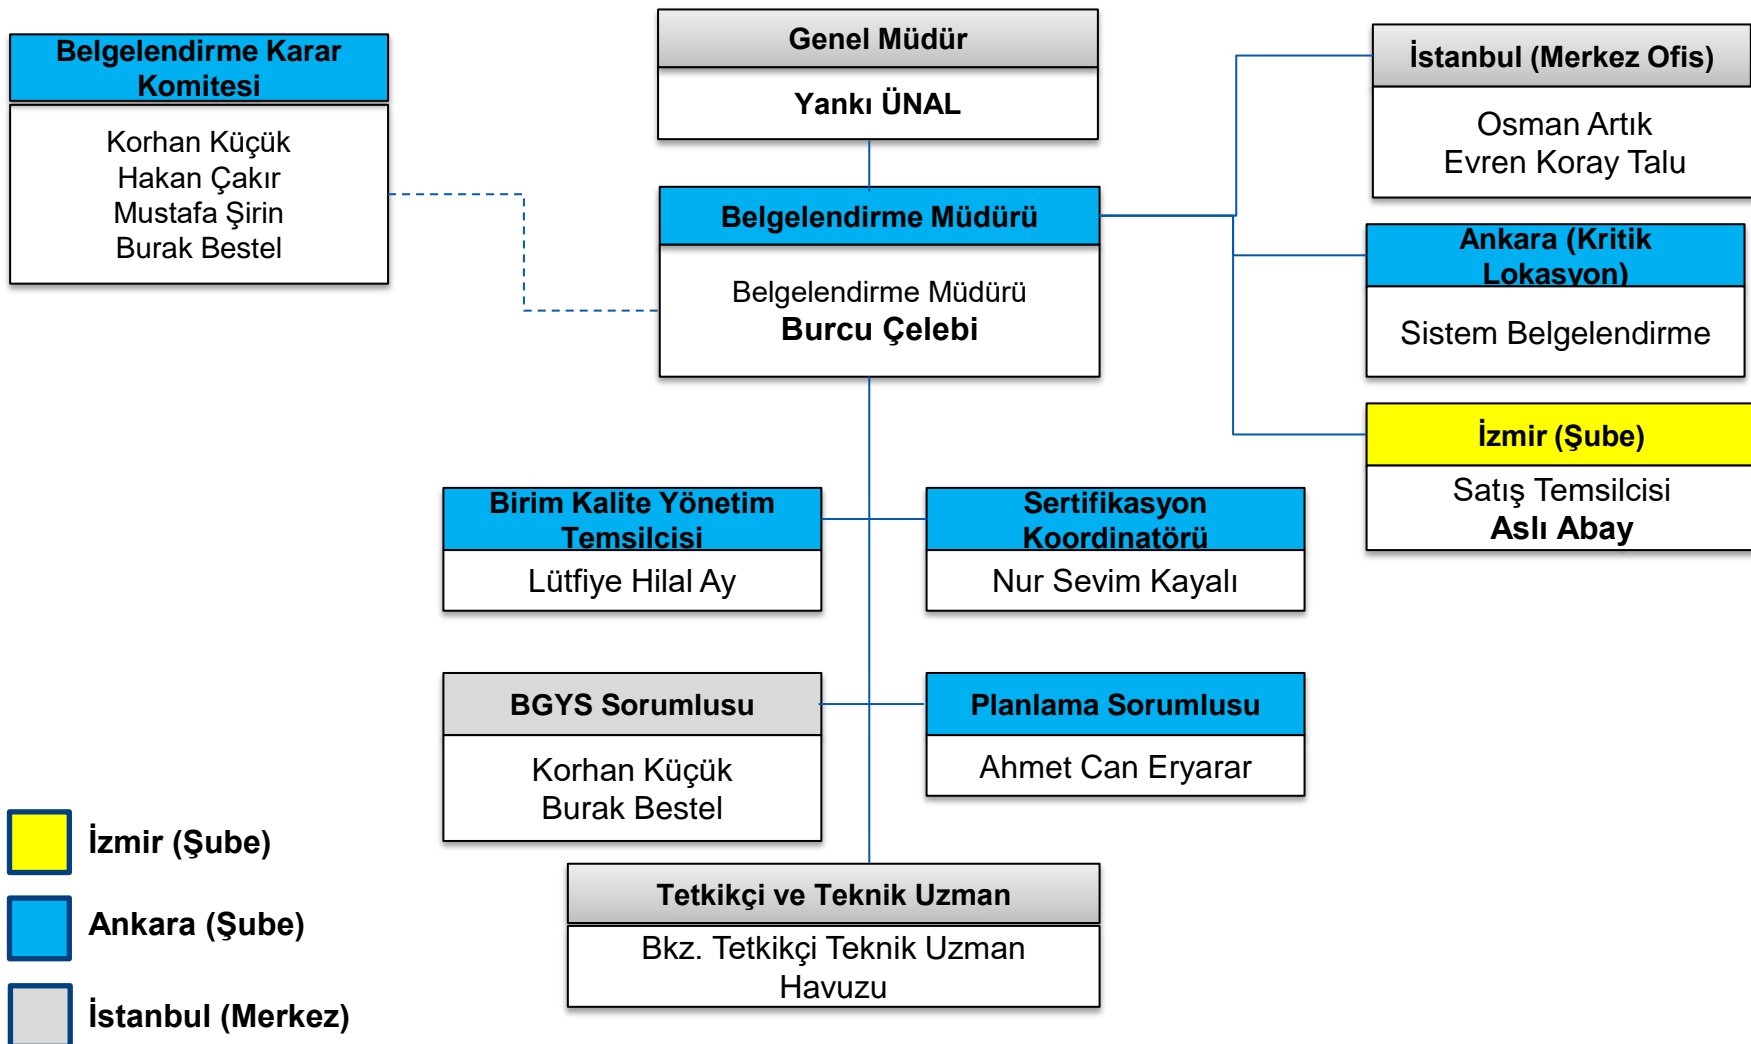 Genel Müdür
Yankı ÜNAL
Belgelendirme Karar
Komitesi
Korhan Küçük
Hakan Çakır
Mustafa Şirin
Burak Bestel
Belgelendirme Müdürü
Belgelendirme Müdürü
Burcu Çelebi
İstanbul (Merkez Ofis)
Osman Artık
Evren Koray Talu
Ankara (Kritik
Lokasyon)
Sistem Belgelendirme
İzmir (Şube)
Satış Temsilcisi
Aslı Abay
Birim Kalite Yönetim
Temsilcisi
Lütfiye Hilal Ay
Sertifikasyon
Koordinatörü
Nur Sevim Kayalı
BGYS Sorumlusu
Korhan Küçük
Burak Bestel
Planlama Sorumlusu
Ahmet Can Eryarar
Tetkikçi ve Teknik Uzman
Bkz. Tetkikçi Teknik Uzman
Havuzu
İzmir (Şube)
Ankara (Şube)
İstanbul (Merkez)